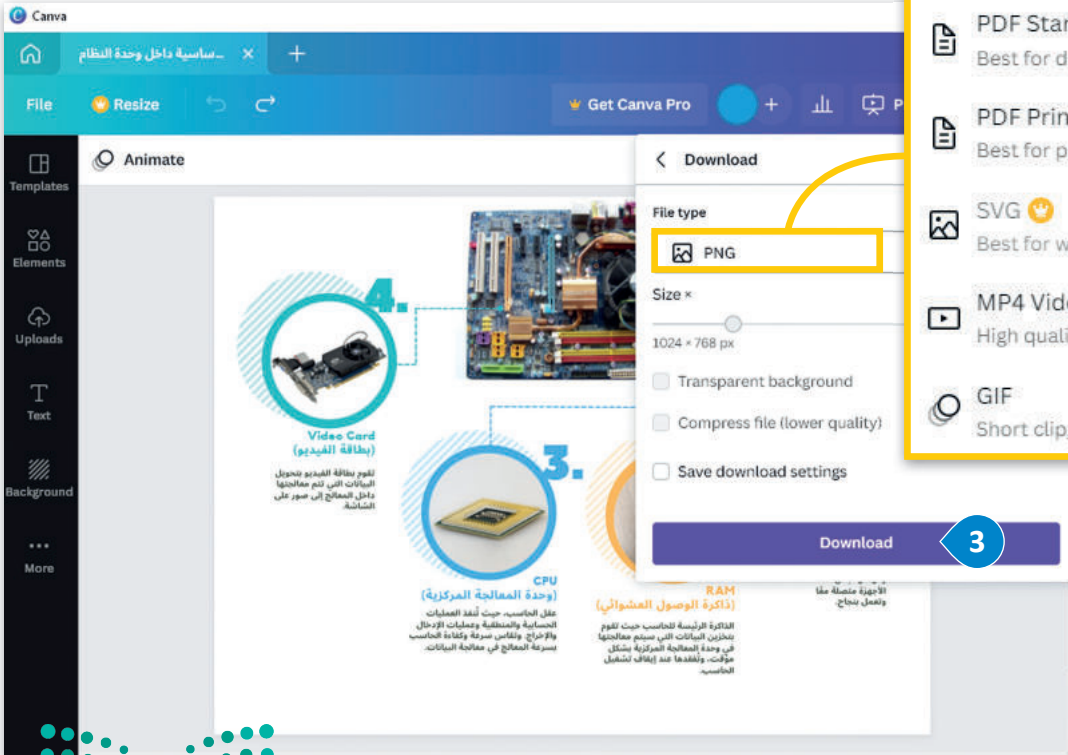 Canva
ـساسية داخل وحدة النظام
File
Resize
Get Canva Pro
Animate
Templates
Elements
Uploads
Text
Background
More
Download
File type
PNG
Size ×
1024 × 768 px
Transparent background
Compress file (lower quality)
Save download settings
Download
3
PDF
Best for
PDF
Best for
SVG
Best for
MP4
High
GIF
Short clip,
4.
Video Card
(بطاقة الفيديو)
تقوم بطاقة الفيديو بتحويل
البيانات التي تتم معالجتها
داخل المعالج إلى صور على
الشاشة.
3.
CPU
(وحدة المعالجة المركزية)
عقل الحاسب، حيث تُنفذ العمليات
الحسابية والمنطقية وعمليات الإدخال
والإخراج. وتقاس سرعة وكفاءة الحاسب
بسرعة المعالج في معالجة البيانات.
RAM
(ذاكرة الوصول العشوائي)
الذاكرة الرئيسة للحاسب حيث تقوم
بتخزين البيانات التي سيتم معالجتها
في وحدة المعالجة المركزية بشكل
مؤقت، وتُفقدها عند إيقاف تشغيل
الحاسب.
الأجهزة متصلة معًا
وتعمل بنجاح.